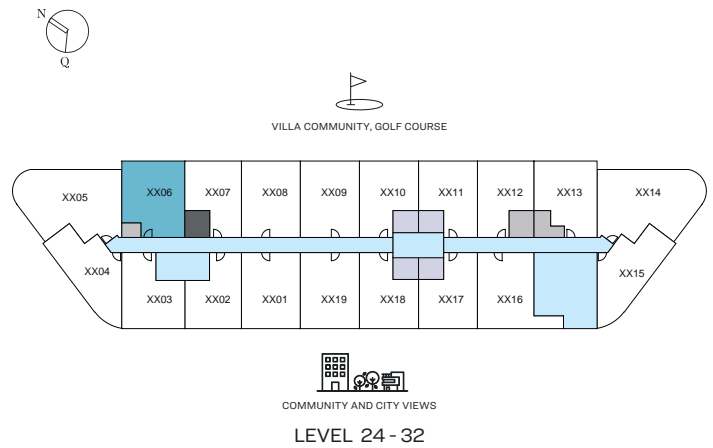 N
Q
VILLA COMMUNITY, GOLF COURSE
XX05
XX06
XX07
XX08
XX09
XX10
XX11
XX12
XX13
XX14
XX04
XX03
XX02
XX01
XX19
XX18
XX17
XX16
XX15
COMMUNITY AND CITY VIEWS
LEVEL 24 - 32